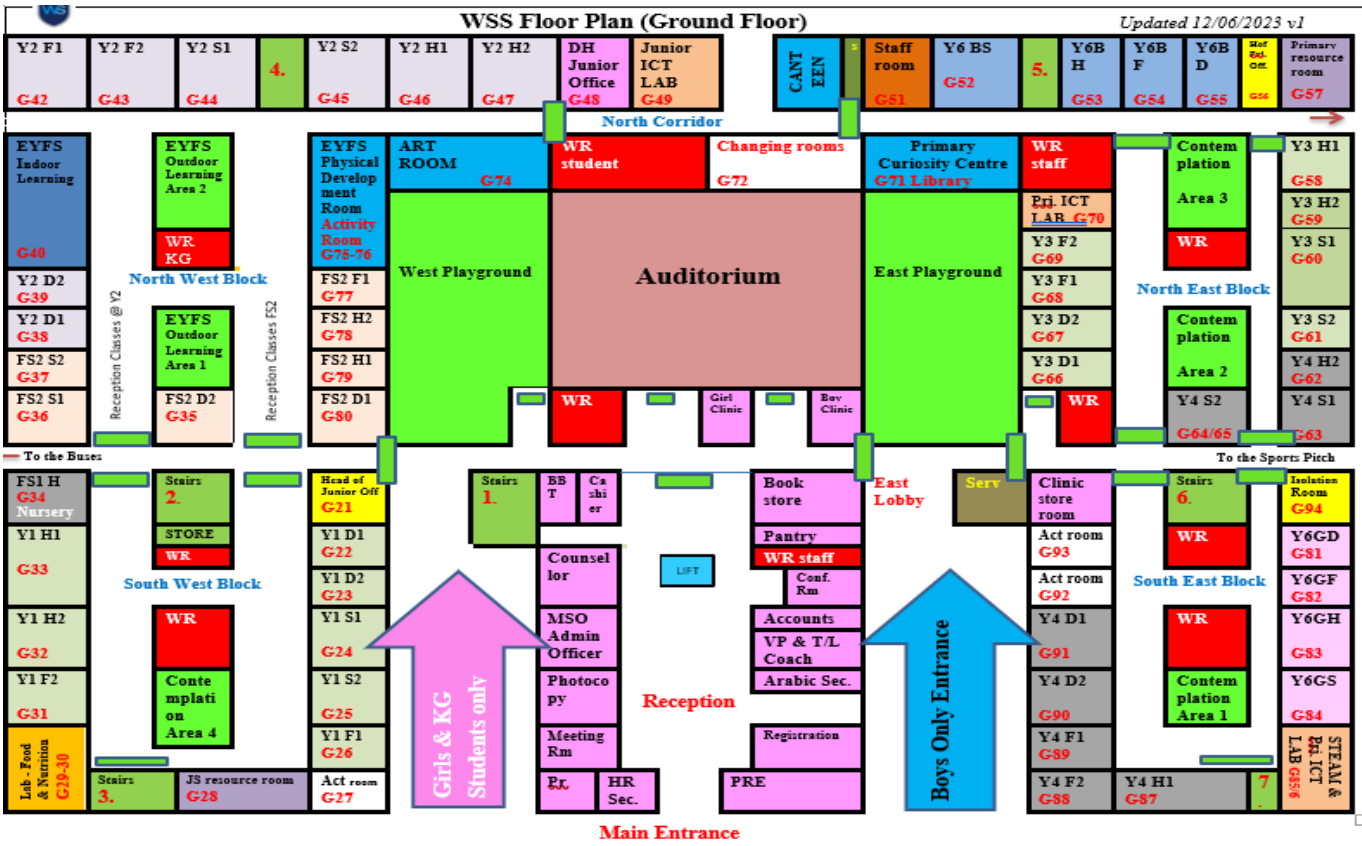 WSS Floor Plan (Ground Floor)
Updated 12/06/2023 v1
Y2 F1
G42
Y2 F2
G43
Y2 S1
G44
4.
Y2 S2
G45
Y2 H1
G46
Y2 H2
G47
DH
Junior
Office
G48
Junior
ICT
LAB
G49
CANT
EEN
S
Staff
room
G51
Y6 BS
G52
5.
Y6B
H
G53
Y6B
F
G54
Y6B
D
G55
Off.
G56
Primary
resource
room
G57
North Corridor
EYFS
Indoor
Learning
G40
EYFS
Outdoor
Learning
Area 2
WR
KG
EYFS
Physical
Develop
ment
Room
Activity
Room
G75-76
ART
ROOM
G74
WR
student
Changing rooms
G72
Primary
Curiosity Centre
G71 Library
WR
staff
Contem
plation
Area 3
Y3 H1
G58
Pri. ICT
LAB G70
Y3 H2
G59
Y3 F2
G69
WR
Y3 S1
G60
North West Block
West Playground
Auditorium
East Playground
North East Block
Y2 D2
G39
FS2 F1
G77
Y3 F1
G68
Y2 D1
G38
Reception Classes @ Y2
EYFS
Outdoor
Learning
Area 1
Reception Classes FS2
FS2 H2
G78
Y3 D2
G67
Contem
plation
Area 2
Y3 S2
G61
FS2 S2
G37
FS2 H1
G79
Y3 D1
G66
Y4 H2
G62
FS2 S1
G36
FS2 D2
G35
FS2 D1
G80
WR
Girl
Clinic
Boy
Clinic
WR
Y4 S2
G64/65
Y4 S1
G63
To the Buses
To the Sports Pitch
FS1 H
G34
Nursery
Stairs
2.
Head of
Junior Off
G21
Stairs
1.
BB
T
Ca
shi
er
Book
store
East
Lobby
Serv
Clinic
store
room
Stairs
6.
Isolation
Room
G94
Y1 H1
G33
STORE
WR
Y1 D1
G22
Pantry
WR staff
Act room
G93
WR
Y6GD
G81
South West Block
Y1 D2
G23
Counsel
lor
LIFT
Conf.
Rm
Act room
G92
South East Block
Y6GF
G82
Y1 H2
G32
WR
Y1 S1
G24
MSO
Admin
Officer
Accounts
VP & T/L
Coach
Y4 D1
G91
WR
Y6GH
G83
Y1 F2
G31
Conte
mplati
on
Area 4
Y1 S2
G25
Girls & KG
Students only
Photoco
py
Reception
Arabic Sec.
Boys Only Entrance
Y4 D2
G90
Contem
plation
Area 1
Y6GS
G84
Lab - Food
& Nutrition
G29-30
Y1 F1
G26
Meeting
Rm
Registration
Y4 F1
G89
STEAM &
Pri. ICT
LAB G85/6
Stairs
3.
JS resource room
G28
Act room
G27
Pr.
HR
Sec.
PRE
Y4 F2
G88
Y4 H1
G87
7
.
Main Entrance